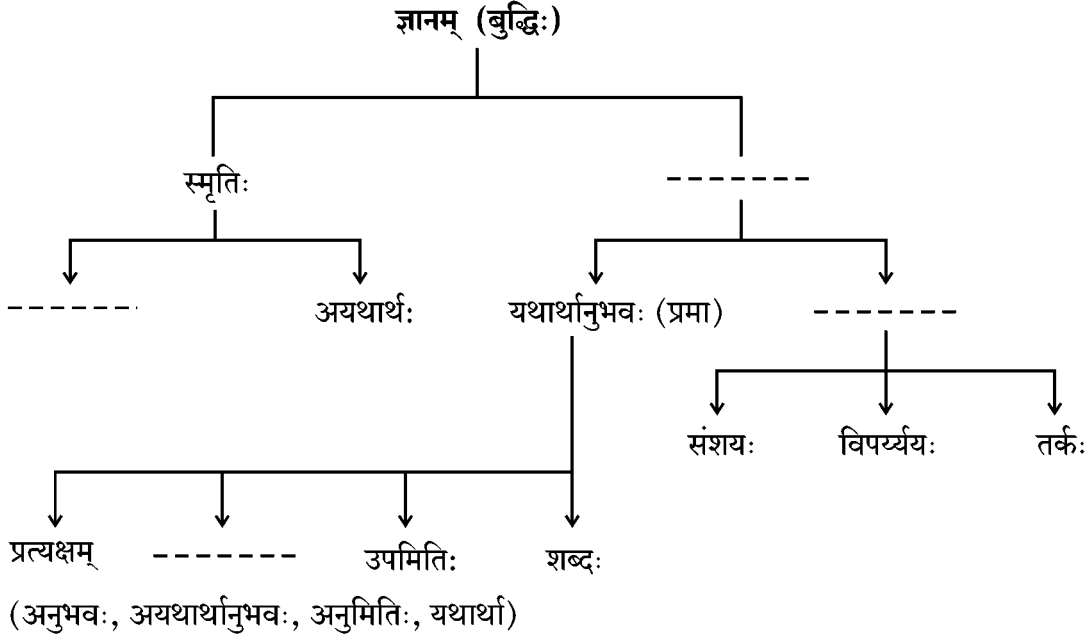 ज्ञानम् (बुद्धिः)
स्मृतिः -------
------- अयथार्थः यथार्थानुभवः (प्रमा) -------
संशयः विपर्य्ययः तर्कः
प्रत्यक्षम् ------- उपमितिः शब्दः
(अनुभवः, अयथार्थानुभवः, अनुमितिः, यथार्था)